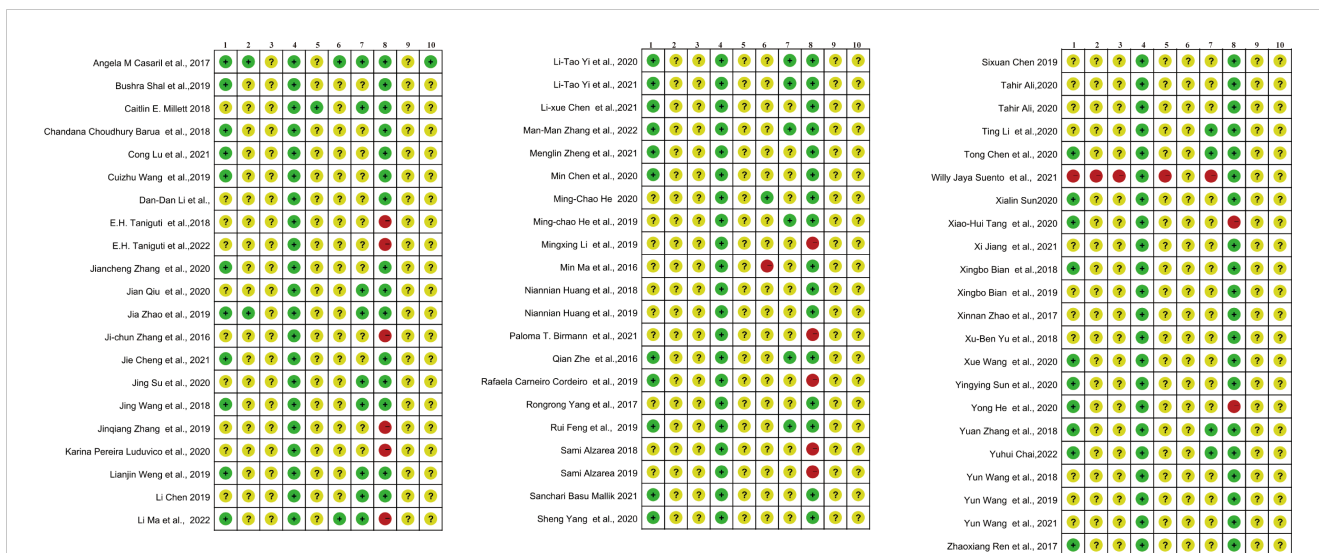 1 2 3 4 5 6 7 8 9 10
Angela M Casaril et al., 2017 + + ? + ? + + + ? +
Bushra Shal et al.,2019 + ? ? + ? ? ? + ? ?
Caitlin E. Millett 2018 ? ? ? + + ? + + ? ?
Chandana Choudhury Barua et al., 2018 + ? ? + ? ? ? + ? ?
Cong Lu et al., 2021 + ? ? + ? ? ? + ? ?
Cuizhu Wang et al.,2019 + ? ? + ? ? ? + ? ?
Dan-Dan Li et al., ? ? ? + ? ? ? + ? ?
E.H. Taniguti et al.,2018 ? ? ? + ? ? ? - ? ?
E.H. Taniguti et al.,2022 ? ? ? + ? ? ? - ? ?
Jiancheng Zhang et al., 2020 + ? ? + ? ? ? + ? ?
Jian Qiu et al., 2020 ? ? ? + ? ? + + ? ?
Jia Zhao et al., 2019 + + ? + ? ? + + ? ?
Ji-chun Zhang et al., 2016 ? ? ? + ? ? ? - ? ?
Jie Cheng et al., 2021 + ? ? + ? ? ? + ? ?
Jing Su et al., 2020 ? ? ? + ? ? + + ? ?
Jing Wang et al., 2018 + ? ? + ? ? + + ? ?
Jinqiang Zhang et al., 2019 ? ? ? + ? ? ? - ? ?
Karina Pereira Luduvico et al., 2020 ? ? ? + ? ? ? - ? ?
Lianjin Weng et al., 2019 + ? ? + ? ? + + ? ?
Li Chen 2019 ? ? ? + ? ? + + ? ?
Li Ma et al., 2022 + ? ? + ? + + - ? ?
1 2 3 4 5 6 7 8 9 10
Li-Tao Yi et al., 2020 + ? ? + ? ? + + ? ?
Li-Tao Yi et al., 2021 + ? ? + ? ? + + ? ?
Li-xue Chen et al.,2021 + ? ? + ? ? ? + ? ?
Man-Man Zhang et al., 2022 + ? ? + ? ? + + ? ?
Menglin Zheng et al., 2021 + ? ? + ? ? ? + ? ?
Min Chen et al., 2020 + ? ? + ? ? ? + ? ?
Ming-Chao He 2020 ? ? ? + ? + ? + ? ?
Ming-chao He et al., 2019 ? ? ? + ? ? + + ? ?
Mingxing Li et al., 2019 ? ? ? + ? ? ? - ? ?
Min Ma et al., 2016 ? ? ? + ? - ? + ? ?
Niannian Huang et al., 2018 ? ? ? + ? ? ? + ? ?
Niannian Huang et al., 2019 ? ? ? + ? ? ? + ? ?
Paloma T. Birmann et al., 2021 ? ? ? + ? ? ? - ? ?
Qian Zhe et al.,2016 + ? ? + ? ? + + ? ?
Rafaela Carneiro Cordeiro et al., 2019 + ? ? + ? ? ? - ? ?
Rongrong Yang et al., 2017 ? ? ? + ? ? ? + ? ?
Rui Feng et al., 2019 + ? ? + ? ? + + ? ?
Sami Alzarea 2018 ? ? ? + ? ? ? - ? ?
Sami Alzarea 2019 ? ? ? + ? ? ? - ? ?
Sanchari Basu Mallik 2021 + ? ? + ? ? ? + ? ?
Sheng Yang et al., 2020 + ? ? + ? ? ? + ? ?
1 2 3 4 5 6 7 8 9 10
Sixuan Chen 2019 ? ? ? + ? ? ? + ? ?
Tahir Ali,2020 ? ? ? + ? ? ? + ? ?
Tahir Ali, 2020 ? ? ? + ? ? ? + ? ?
Ting Li et al.,2020 ? ? ? + ? ? + + ? ?
Tong Chen et al., 2020 + ? ? + ? ? + + ? ?
Willy Jaya Suento et al., 2021 - - - + - ? - + ? ?
Xialin Sun2020 + ? ? + ? ? ? + ? ?
Xiao-Hui Tang et al., 2020 + ? ? + ? ? ? - ? ?
Xi Jiang et al., 2021 ? ? ? + ? ? ? + ? ?
Xingbo Bian et al.,2018 + ? ? + ? ? ? + ? ?
Xingbo Bian et al., 2019 ? ? ? + ? ? ? + ? ?
Xinnan Zhao et al., 2017 ? ? ? + ? ? ? + ? ?
Xu-Ben Yu et al., 2018 ? ? ? + ? ? ? + ? ?
Xue Wang et al., 2020 + ? ? + ? ? ? + ? ?
Yingying Sun et al., 2020 + ? ? + ? ? ? + ? ?
Yong He et al., 2020 + ? ? + ? ? ? - ? ?
Yuan Zhang et al., 2018 + ? ? + ? ? + + ? ?
Yuhui Chai,2022 + ? ? + ? ? + + ? ?
Yun Wang et al., 2018 ? ? ? + ? ? ? + ? ?
Yun Wang et al., 2019 ? ? ? + ? ? ? + ? ?
Yun Wang et al., 2021 ? ? ? + ? ? ? + ? ?
Zhaoxiang Ren et al., 2017 + ? ? + ? ? ? + ? ?